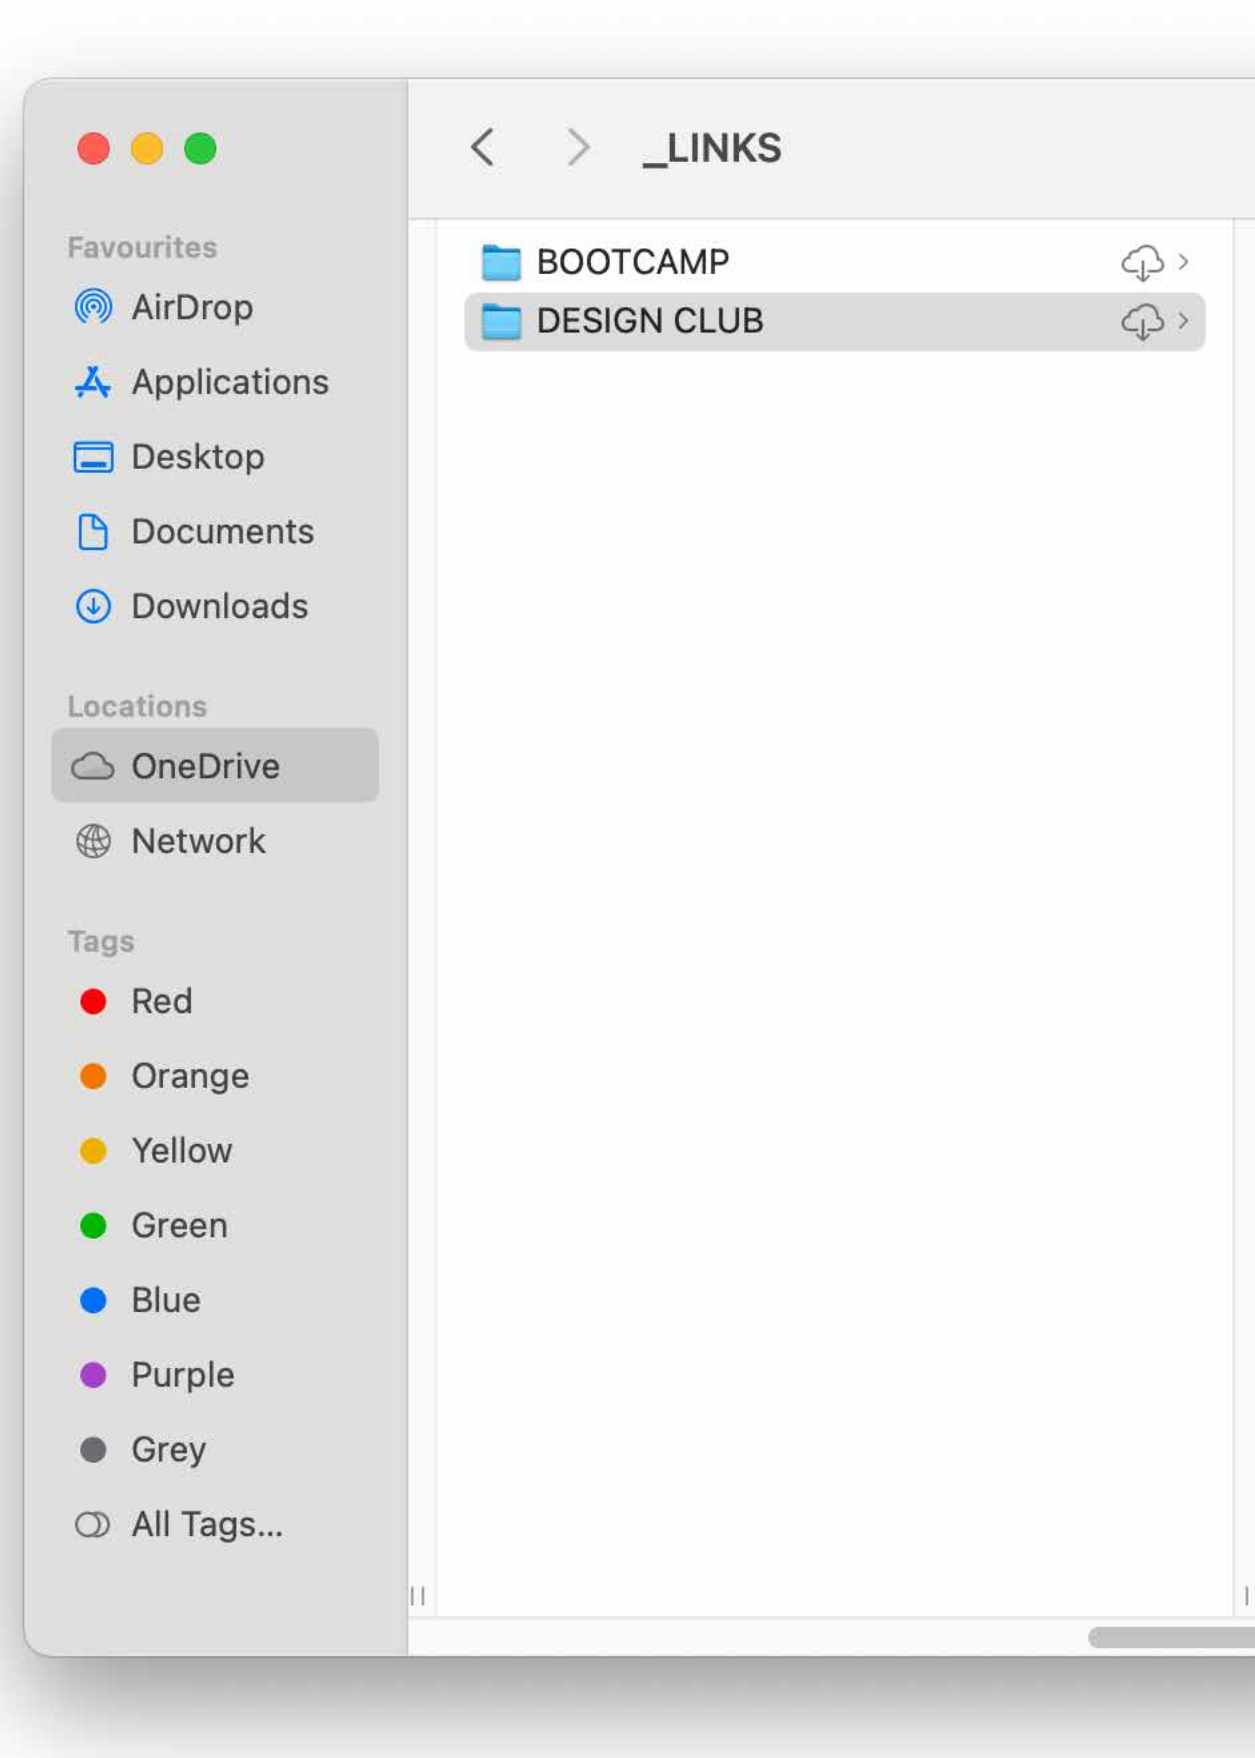 _LINKS
Favourites
AirDrop
Applications
Desktop
Documents
Downloads
Locations
OneDrive
Network
Tags
Red
Orange
Yellow
Green
Blue
Purple
Grey
All Tags...
BOOTCAMP
DESIGN CLUB